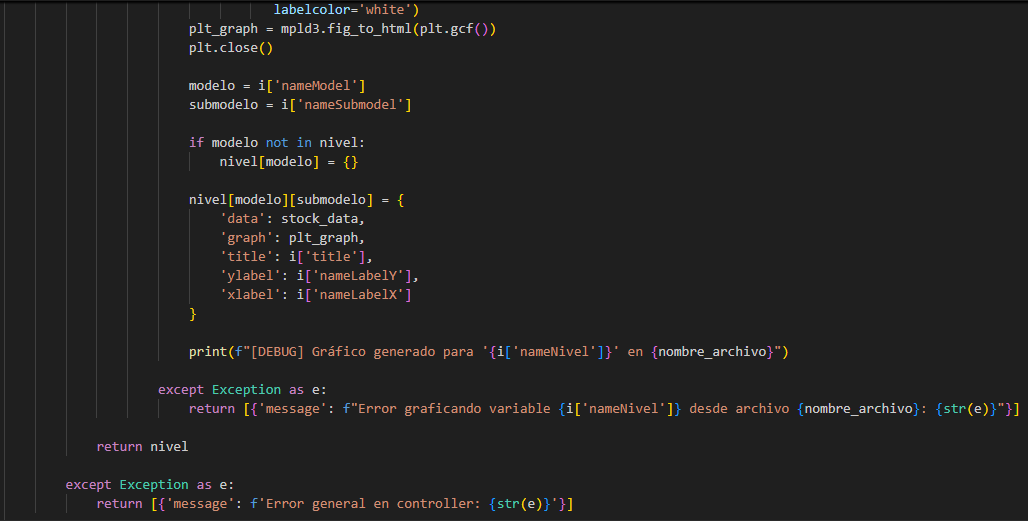 labelcolor='white')
plt_graph = mpld3.fig_to_html(plt.gcf())
plt.close()
modelo = i['nameModel']
submodelo = i['nameSubmodel']
if modelo not in nivel:
nivel[modelo] = {}
nivel[modelo][submodelo] = {
'data': stock_data,
'graph': plt_graph,
'title': i['title'],
'ylabel': i['nameLabelY'],
'xlabel': i['nameLabelX']
}
print(f"[DEBUG] Gráfico generado para '{i['nameNivel']}' en {nombre_archivo}")
except Exception as e:
return [{'message': f"Error graficando variable {i['nameNivel']} desde archivo {nombre_archivo}: {str(e)}"}]
return nivel
except Exception as e:
return [{'message': f'Error general en controller: {str(e)}'}]